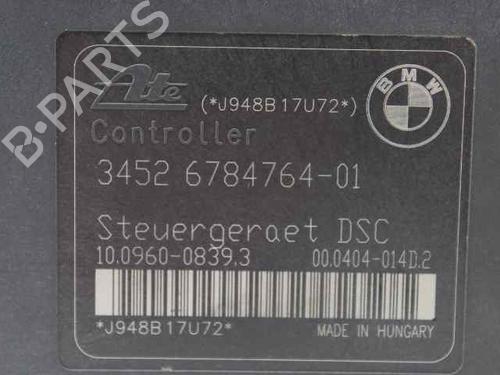 B-PARTS
Ate
(*J948B17U72*)
BMW
Controller
3452 6784764-01
Steuergeraet DSC
10.0960-0839.3 00.0404-014D.2
*J948B17U72*
MADE IN HUNGARY